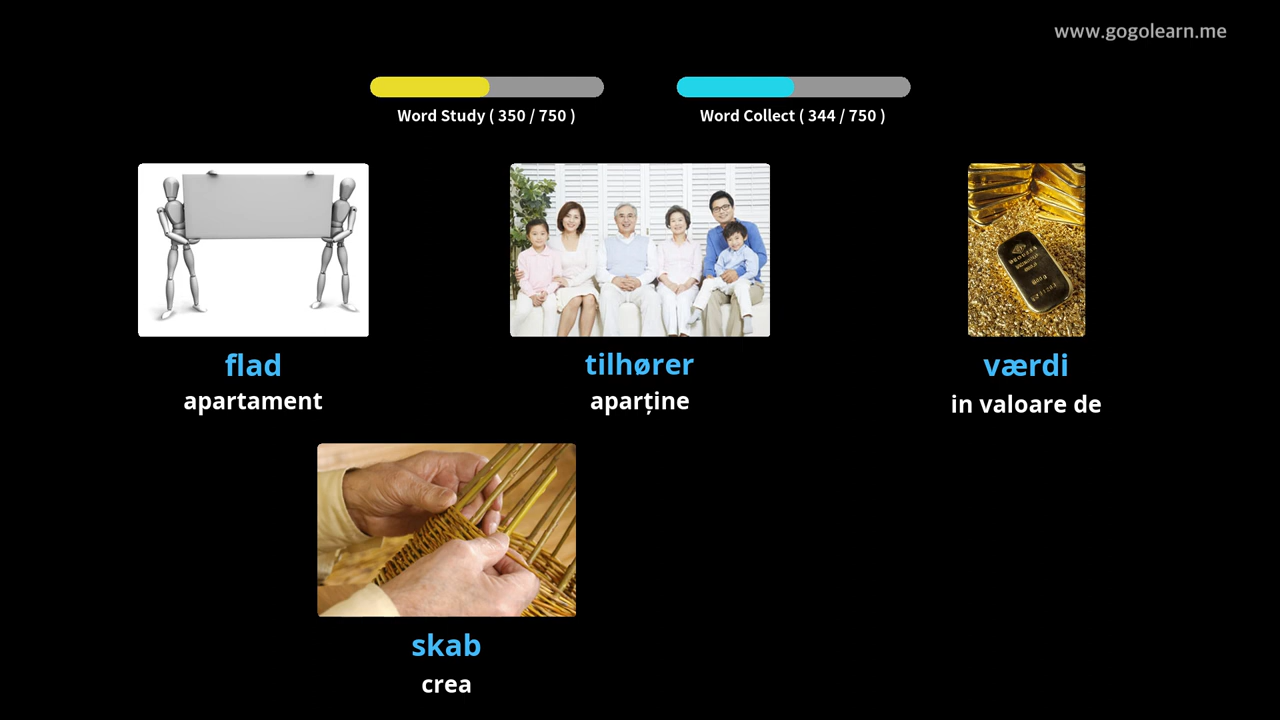 www.gogolearn.me
Word Study ( 350 / 750 )
Word Collect ( 344 / 750 )
flad
apartament
tilhører
aparține
værdi
in valoare de
skab
crea